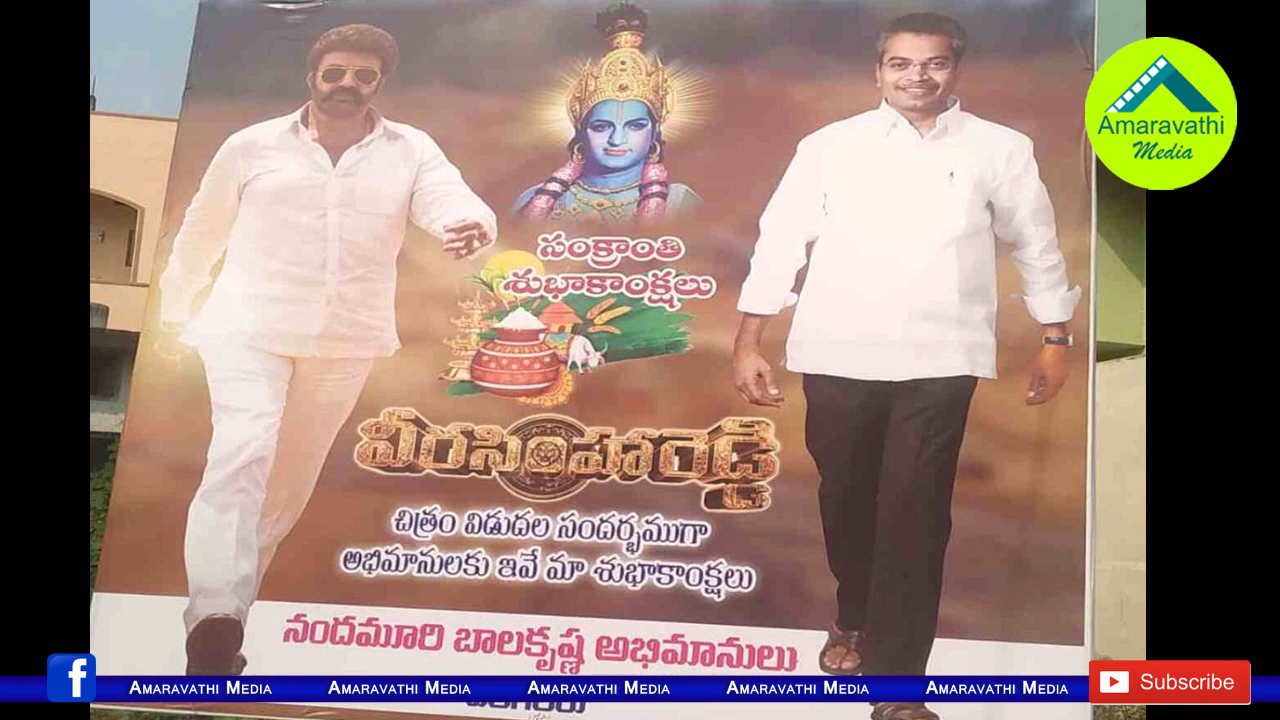 Amaravathi
Media
సంక్రాంతి
శుభాకాంక్షలు
వీరసింహారెడ్డి
చిత్రం విడుదల సందర్భముగా
అభిమానులకు ఇవే మా శుభాకాంక్షలు
నందమూరి బాలకృష్ణ అభిమానులు
f
Amaravathi Media Amaravathi Media Amaravathi Media Amaravathi Media Amaravathi Media
Subscribe